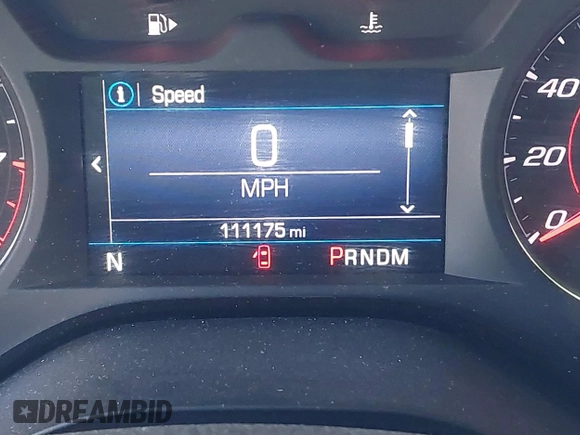 Speed
0
MPH
111175 mi
N
PRNDM
40
20
0
DREAMBID